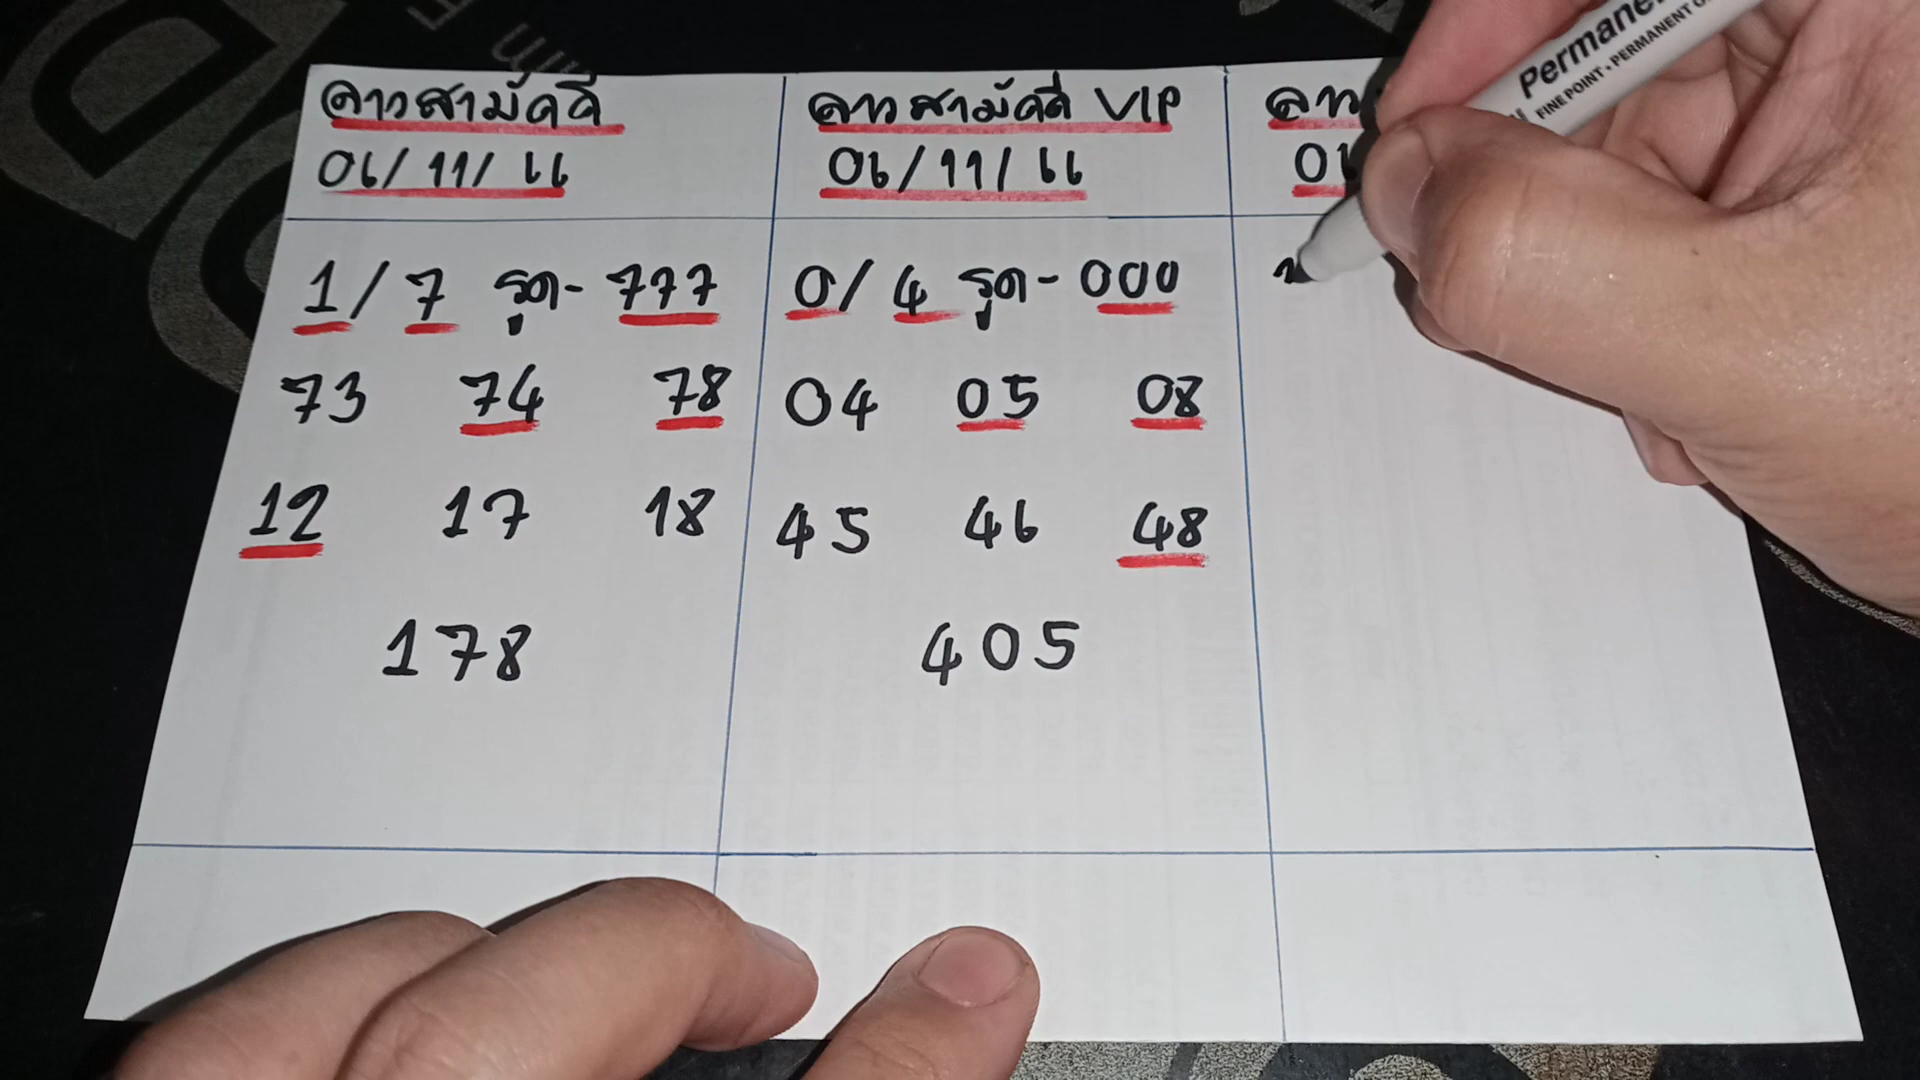 ลาวสามัคคี
06/11/66
1/7 รูด-777
73 74 78
12 17 18
178
ลาวสามัคคี VIP
06/11/66
0/4 รูด-000
04 05 08
45 46 48
405
Permanent
FINE POINT • PERMANENT